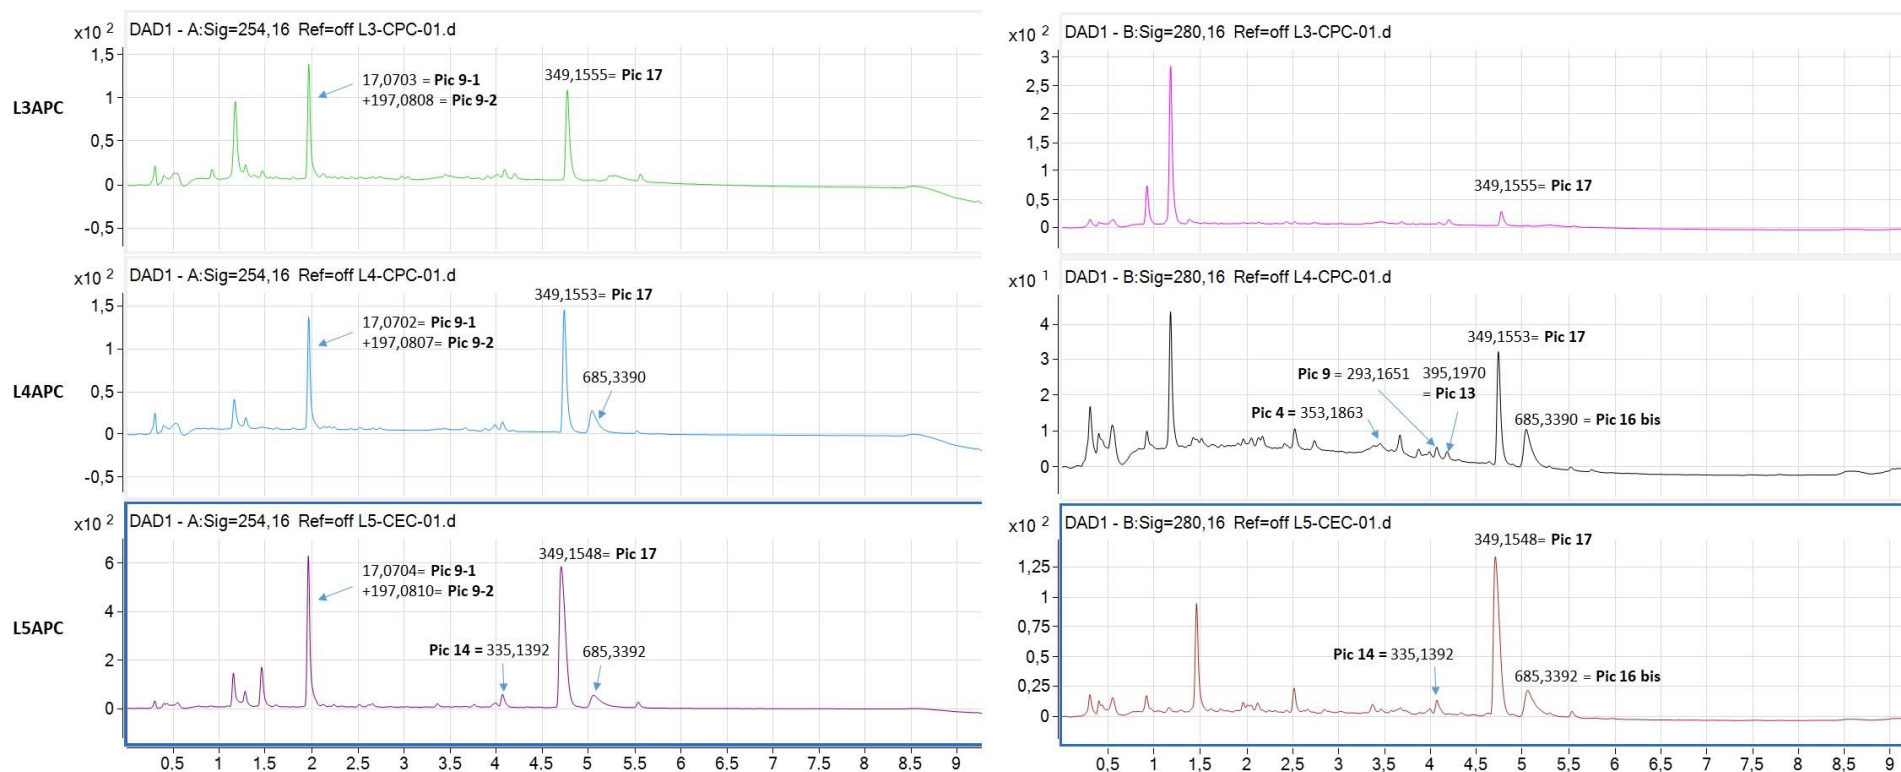 DAD1 - A:Sig=254,16 Ref=off L3-CPC-01.d
x10 2
1,5
1
0,5
0
-0,5
L3APC
17,0703 = Pic 9-1
+197,0808 = Pic 9-2
349,1555= Pic 17
DAD1 - B:Sig=280,16 Ref=off L3-CPC-01.d
x10 2
3
2,5
2
1,5
1
0,5
0
349,1555= Pic 17
DAD1 - A:Sig=254,16 Ref=off L4-CPC-01.d
x10 2
1,5
1
0,5
0
-0,5
L4APC
17,0702= Pic 9-1
+197,0807= Pic 9-2
349,1553= Pic 17
685,3390
DAD1 - B:Sig=280,16 Ref=off L4-CPC-01.d
x10 1
4
3
2
1
0
349,1553= Pic 17
Pic 9 = 293,1651
395,1970
= Pic 13
Pic 4 = 353,1863
685,3390 = Pic 16 bis
DAD1 - A:Sig=254,16 Ref=off L5-CEC-01.d
x10 2
6
4
2
0
L5APC
17,0704= Pic 9-1
+197,0810= Pic 9-2
349,1548= Pic 17
Pic 14 = 335,1392
685,3392
0,5 1 1,5 2 2,5 3 3,5 4 4,5 5 5,5 6 6,5 7 7,5 8 8,5 9
DAD1 - B:Sig=280,16 Ref=off L5-CEC-01.d
x10 2
1,25
1
0,75
0,5
0,25
0
349,1548= Pic 17
Pic 14 = 335,1392
685,3392 = Pic 16 bis
0,5 1 1,5 2 2,5 3 3,5 4 4,5 5 5,5 6 6,5 7 7,5 8 8,5 9